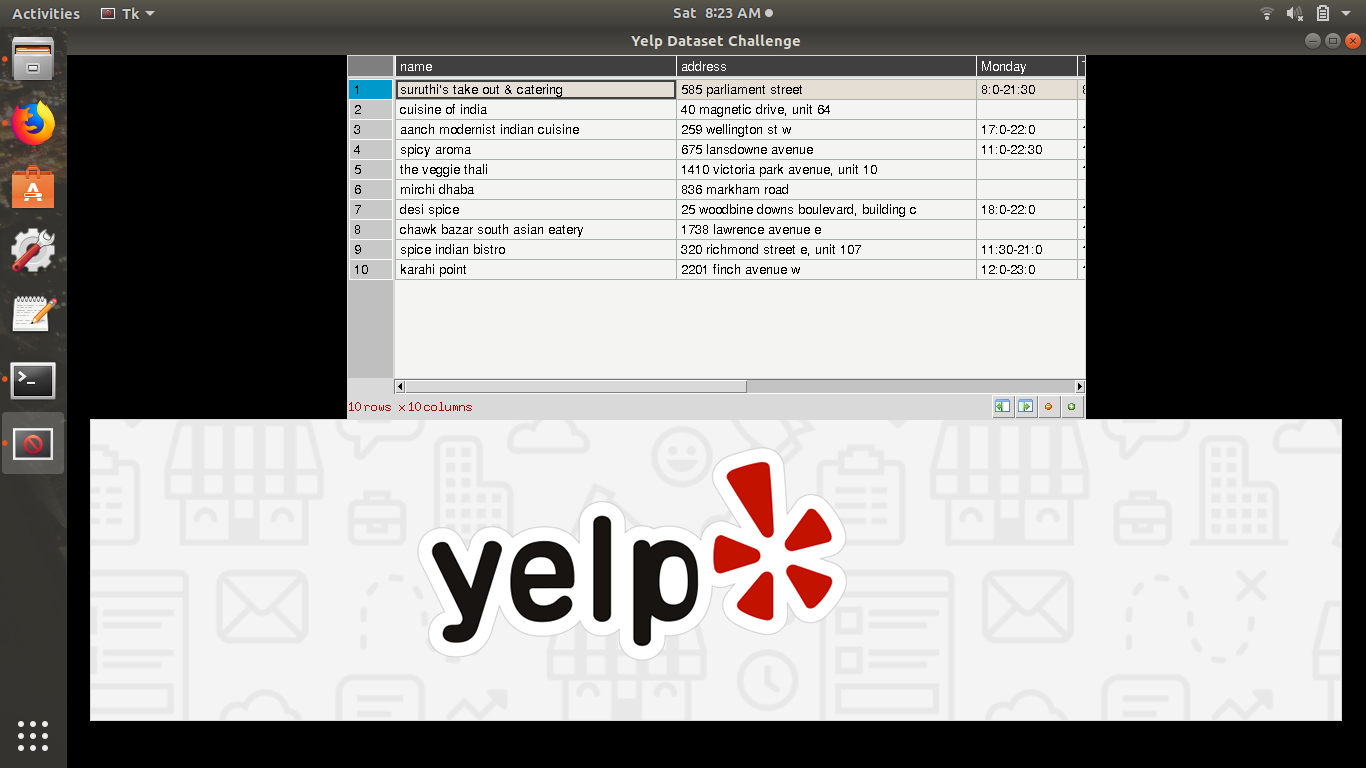 Activities Tk Sat 8:23 AM
Yelp Dataset Challenge
name address Monday
1 suruthi's take out & catering 585 parliament street 8:0-21:30
2 cuisine of india 40 magnetic drive, unit 64
3 aanch modernist indian cuisine 259 wellington st w 17:0-22:0
4 spicy aroma 675 lansdowne avenue 11:0-22:30
5 the veggie thali 1410 victoria park avenue, unit 10
6 mirchi dhaba 836 markham road
7 desi spice 25 woodbine downs boulevard, building c 18:0-22:0
8 chawk bazar south asian eatery 1738 lawrence avenue e
9 spice indian bistro 320 richmond street e, unit 107 11:30-21:0
10 karahi point 2201 finch avenue w 12:0-23:0
10 rows x 10 columns
yelp